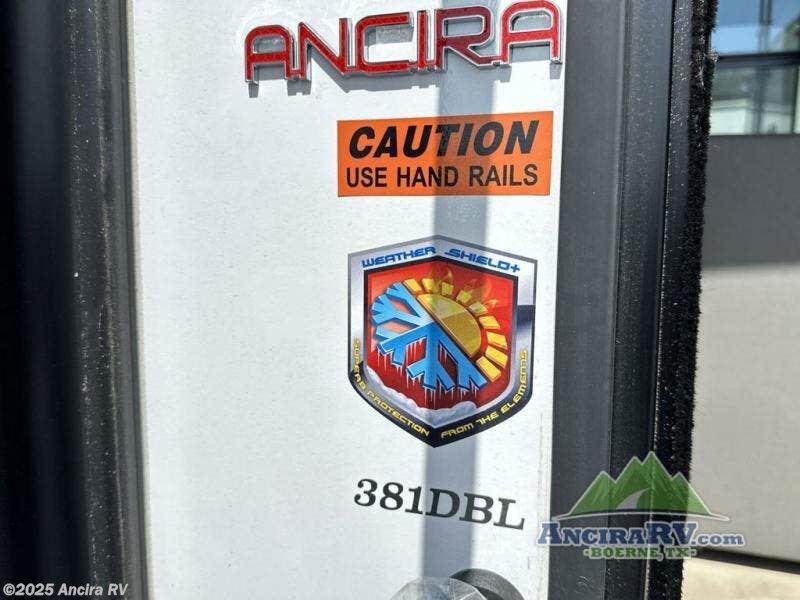 ANCIRA
CAUTION
USE HAND RAILS
WEATHER SHIELD+
SUPERB PROTECTION FROM THE ELEMENTS
381DBL
ANCIRARV.com
-BOERNE, TX-
©2025 Ancira RV